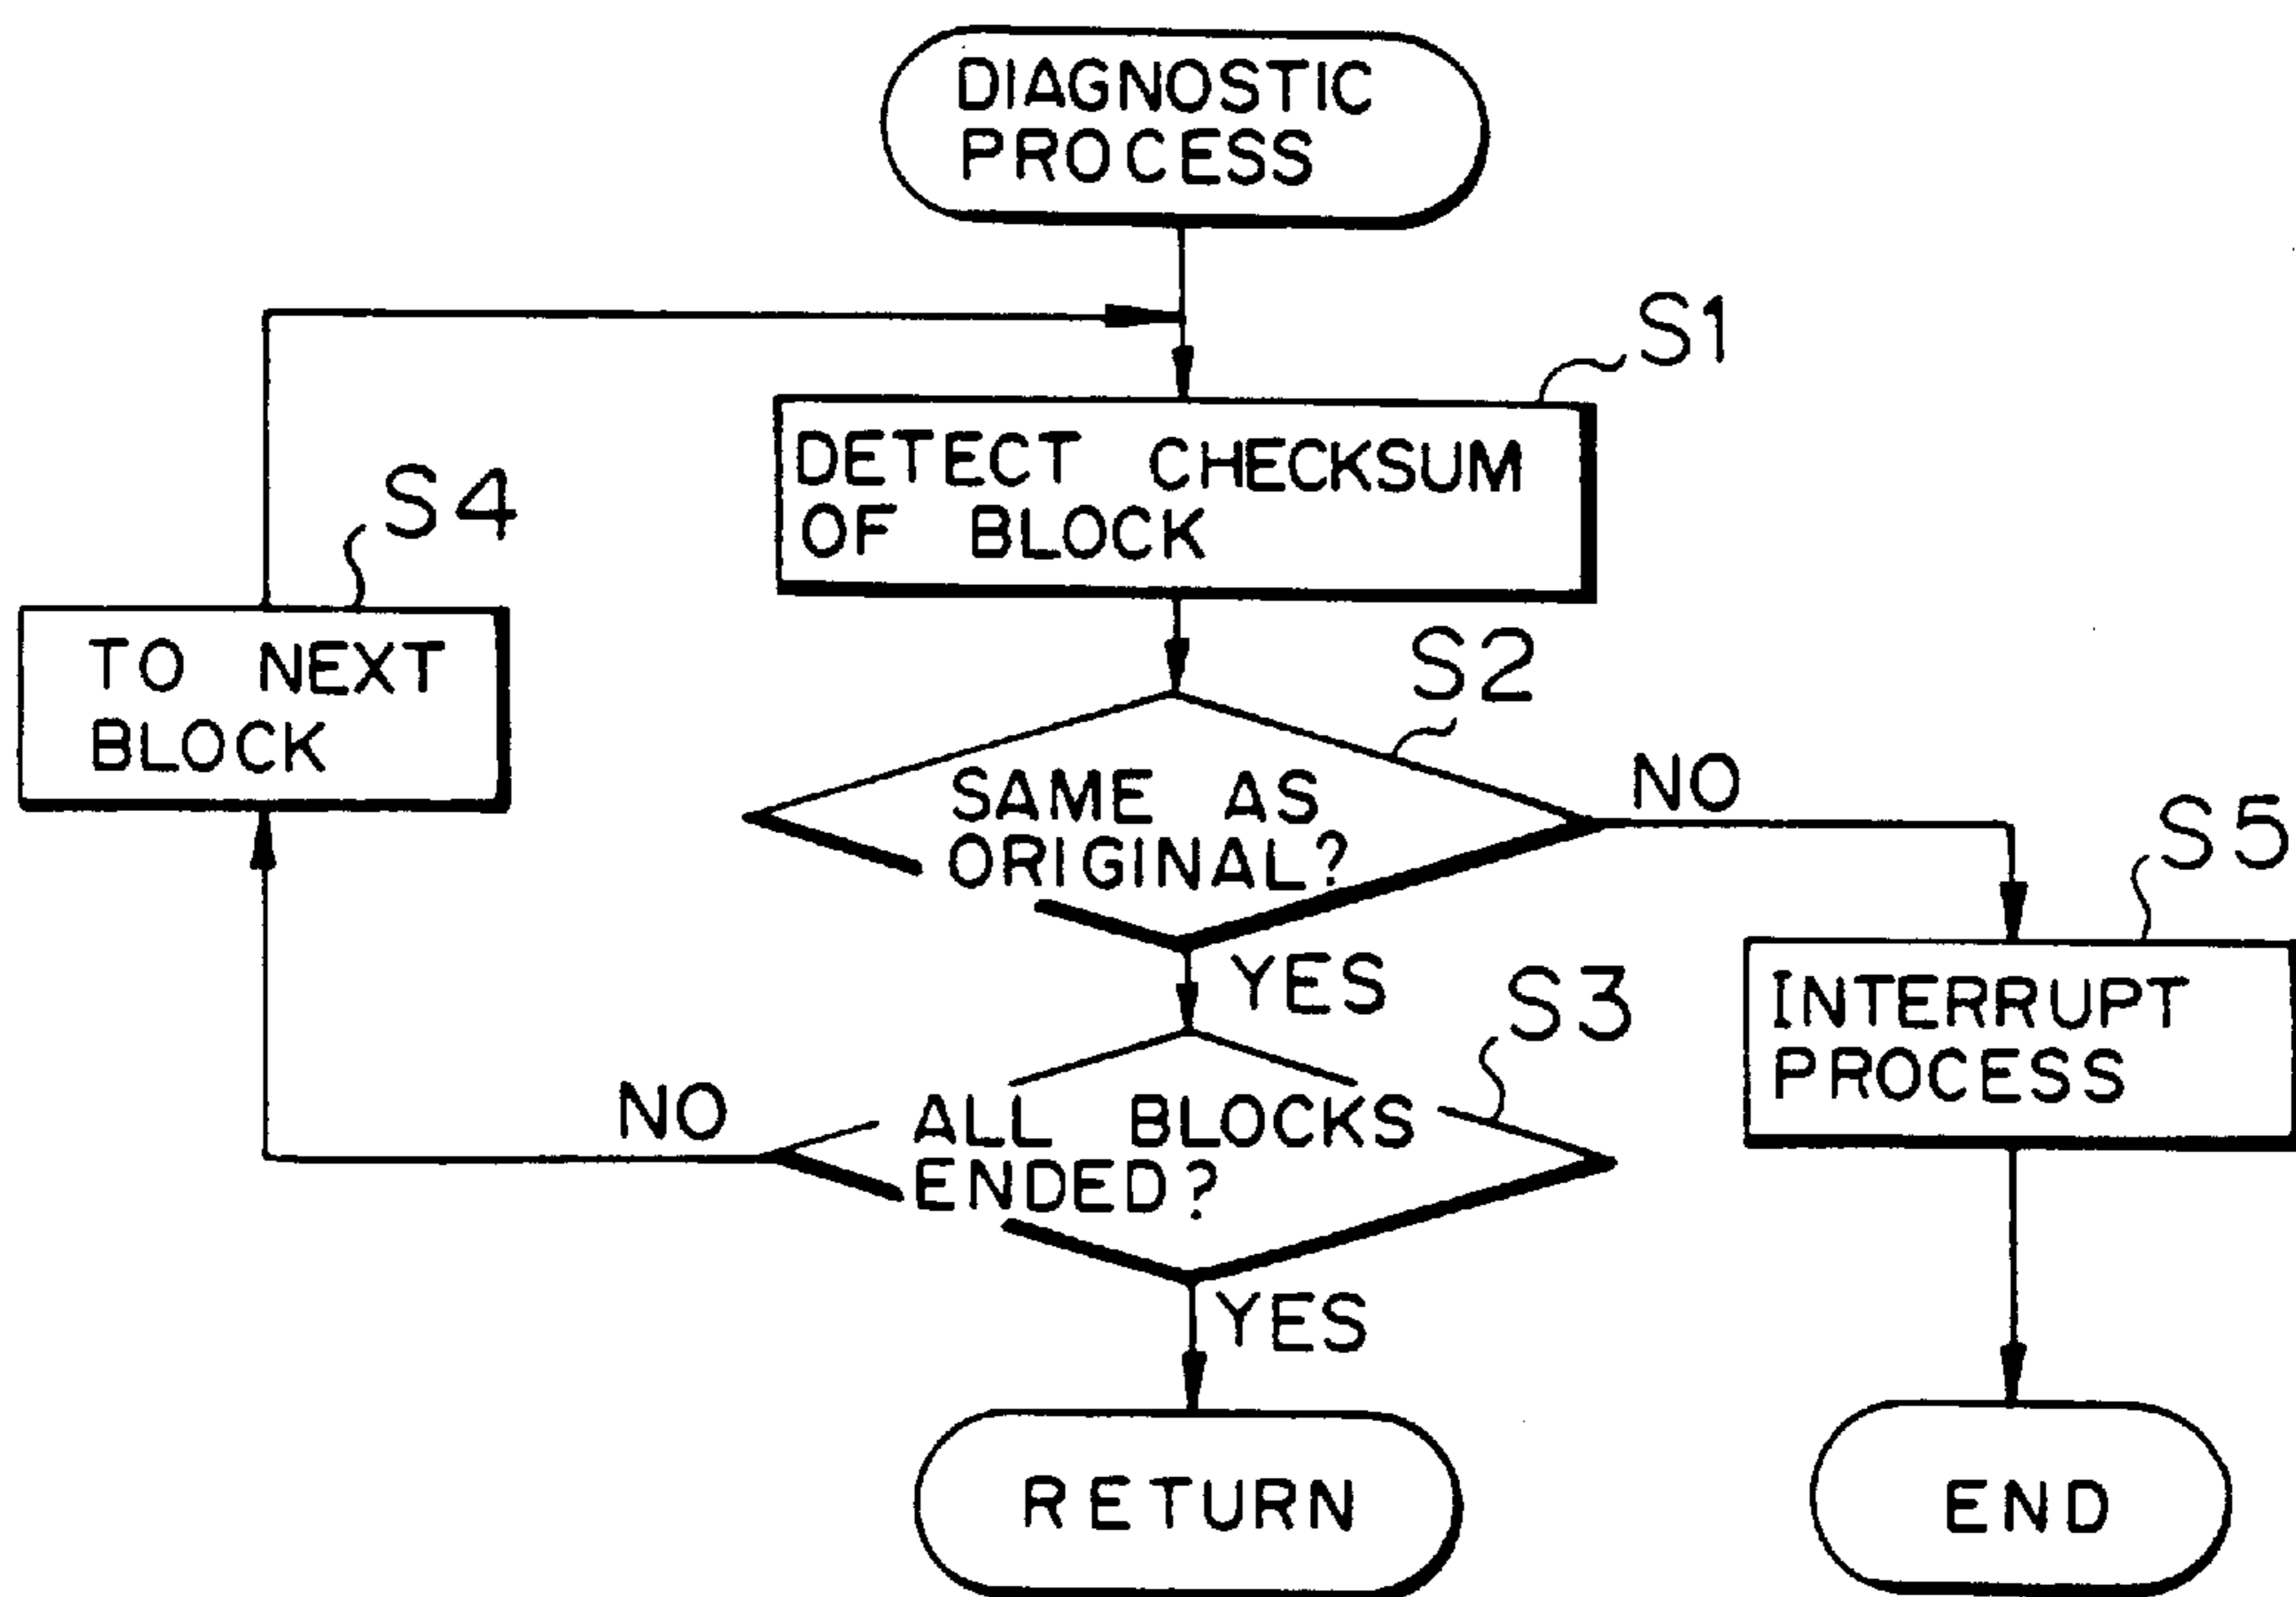 DIAGNOSTIC
PROCESS
S1
DETECT CHECKSUM
OF BLOCK
S4
TO NEXT
BLOCK
S2
SAME AS
ORIGINAL?
NO
S5
INTERRUPT
PROCESS
YES
S3
ALL BLOCKS
ENDED?
NO
YES
RETURN
END